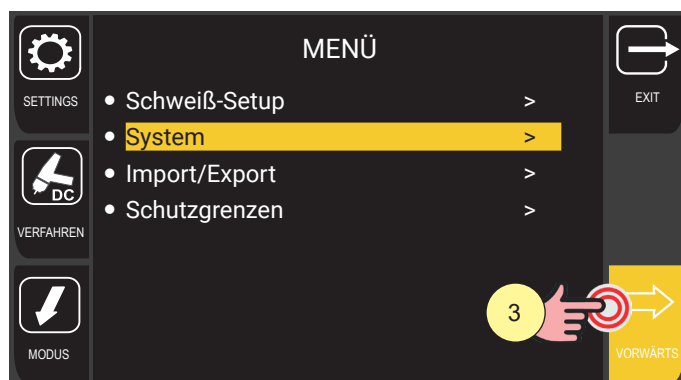 MENÜ
SETTINGS
DC
VERFAHREN
MODUS
• Schweiß-Setup >
• System >
• Import/Export >
• Schutzgrenzen >
3
EXIT
VORWÄRTS